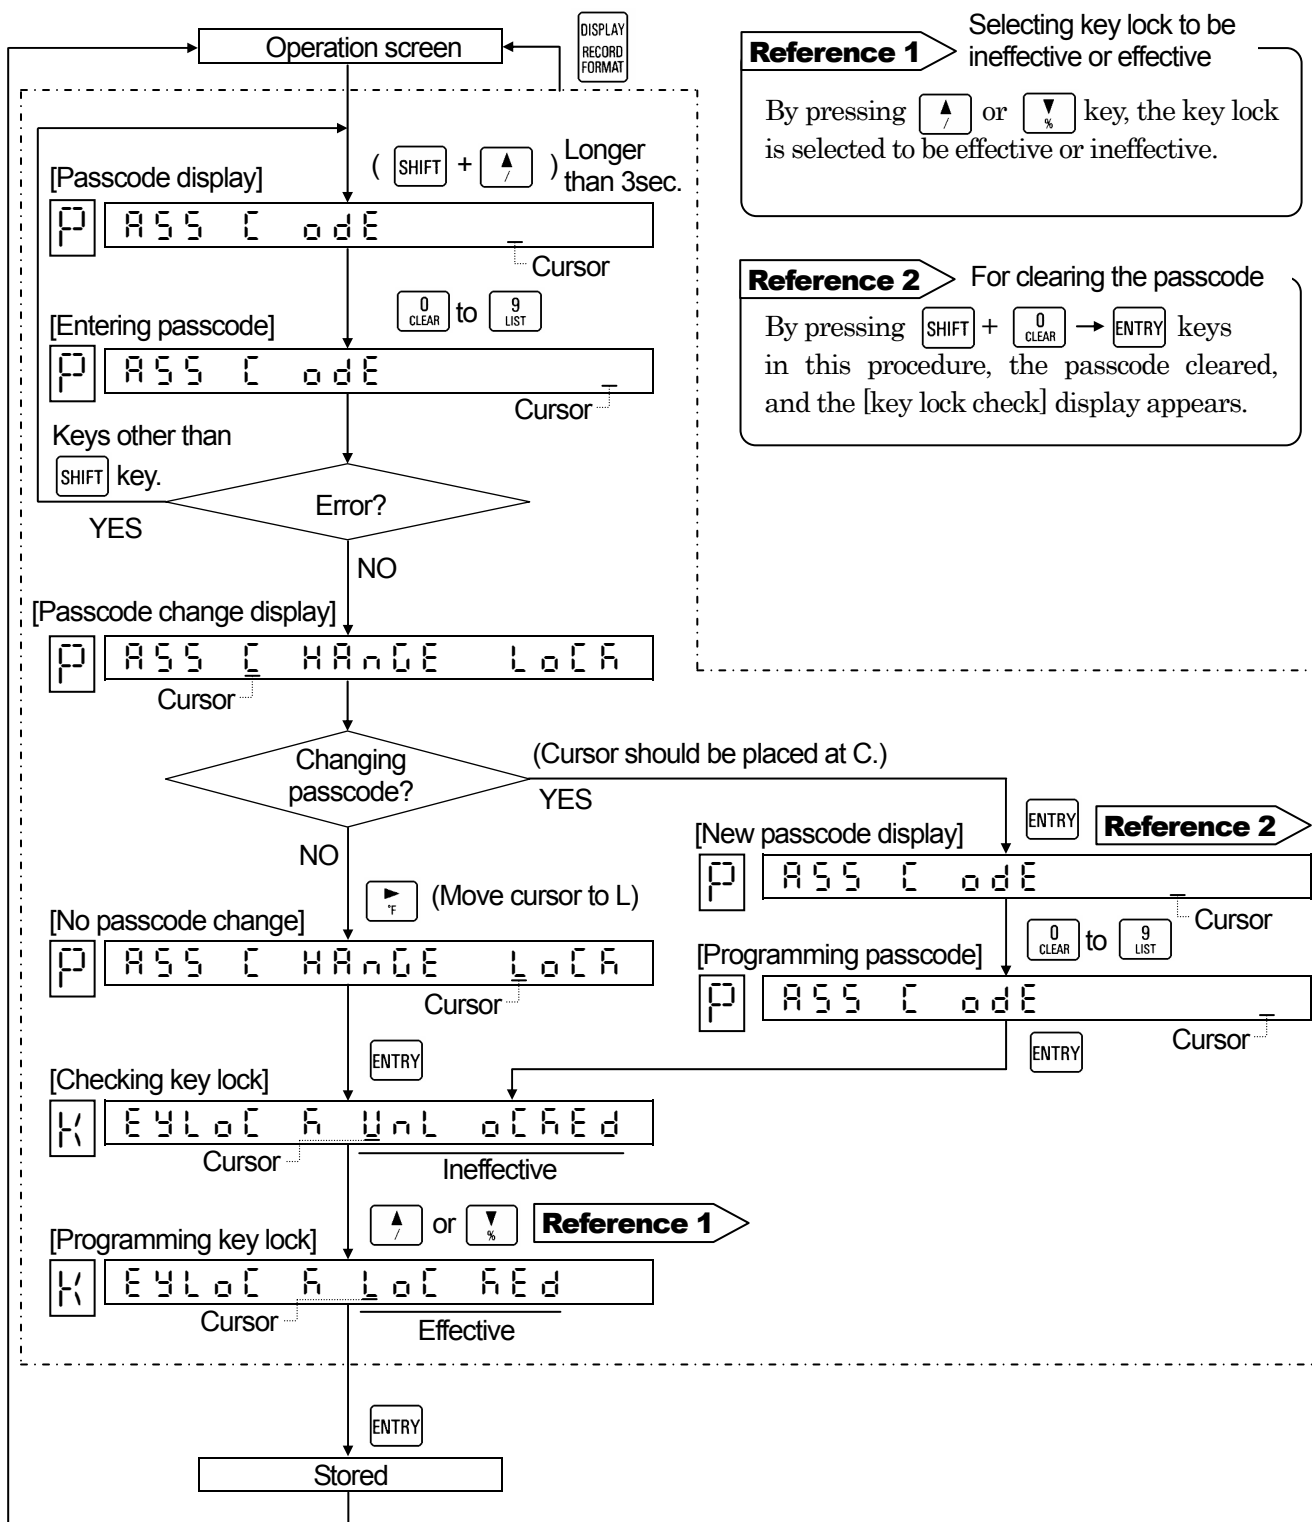 Operation screen
DISPLAY
RECORD
FORMAT
Reference 1
Selecting key lock to be
ineffective or effective
By pressing ▲ / or ▼ % key, the key lock
is selected to be effective or ineffective.
( SHIFT + ▲ / ) Longer
than 3sec.
[Passcode display]
P ASS C odE
Cursor
Reference 2
For clearing the passcode
By pressing SHIFT + 0 CLEAR → ENTRY keys
in this procedure, the passcode cleared,
and the [key lock check] display appears.
0 CLEAR to 9 LIST
[Entering passcode]
P ASS C odE
Cursor
Keys other than
SHIFT key.
Error?
YES
NO
[Passcode change display]
P ASS C HAnGE LoCK
Cursor
Changing
passcode?
(Cursor should be placed at C.)
YES
NO
ENTRY
Reference 2
[New passcode display]
P ASS C odE
Cursor
0 CLEAR to 9 LIST
[Programming passcode]
P ASS C odE
Cursor
ENTRY
► °F (Move cursor to L)
[No passcode change]
P ASS C HAnGE LoCK
Cursor
ENTRY
[Checking key lock]
K EYLoC K UnL oCKEd
Cursor
Ineffective
▲ / or ▼ %
Reference 1
[Programming key lock]
K EYLoC K LoC KEd
Cursor
Effective
ENTRY
Stored